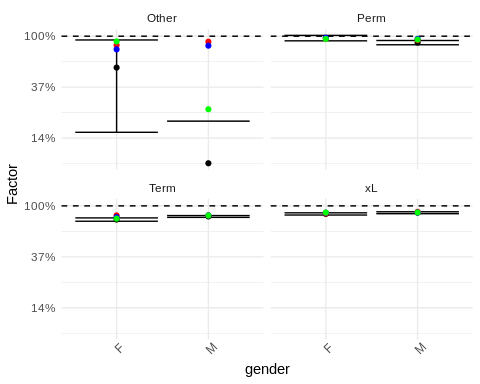 Other
Perm
100%
37%
14%
Term
xL
100%
37%
14%
Factor
F
M
F
M
gender